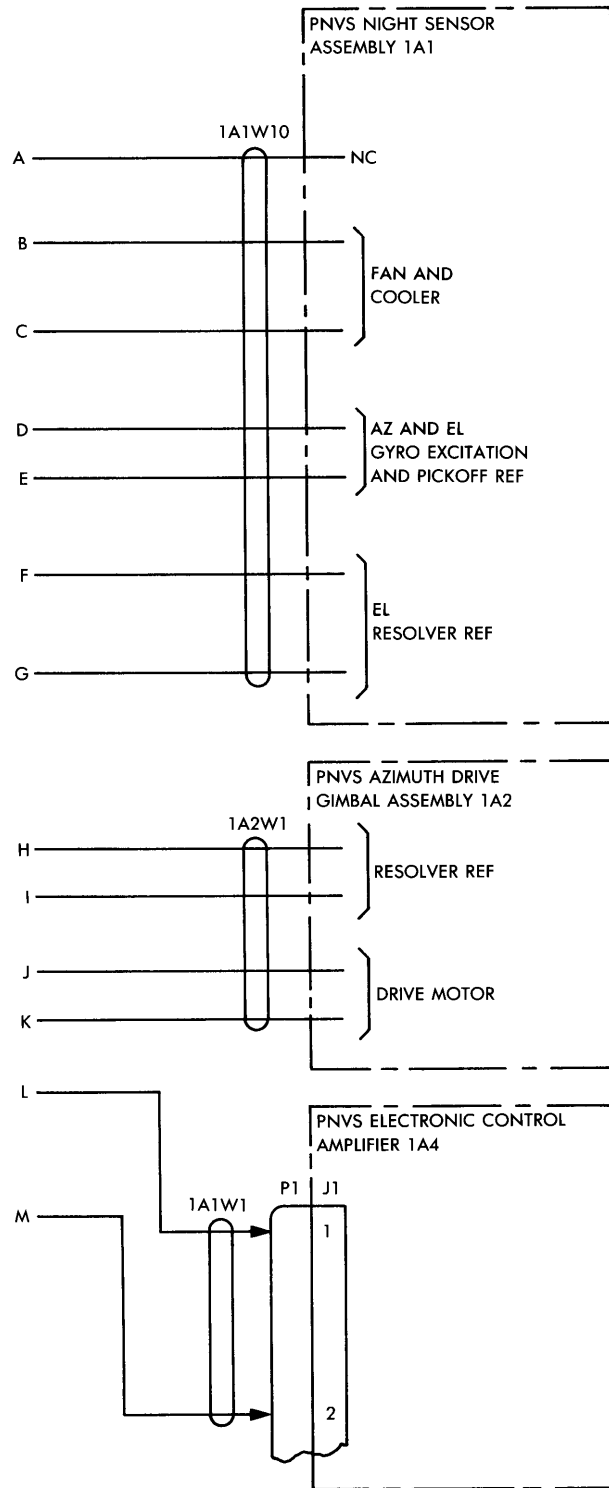 PNVS NIGHT SENSOR
ASSEMBLY 1A1
1A1W10
A
NC
B
FAN AND
COOLER
C
D
AZ AND EL
GYRO EXCITATION
E
AND PICKOFF REF
F
EL
RESOLVER REF
G
PNVS AZIMUTH DRIVE
GIMBAL ASSEMBLY 1A2
1A2W1
H
RESOLVER REF
I
J
DRIVE MOTOR
K
L
PNVS ELECTRONIC CONTROL
AMPLIFIER 1A4
P1 J1
1A1W1
M
1
2